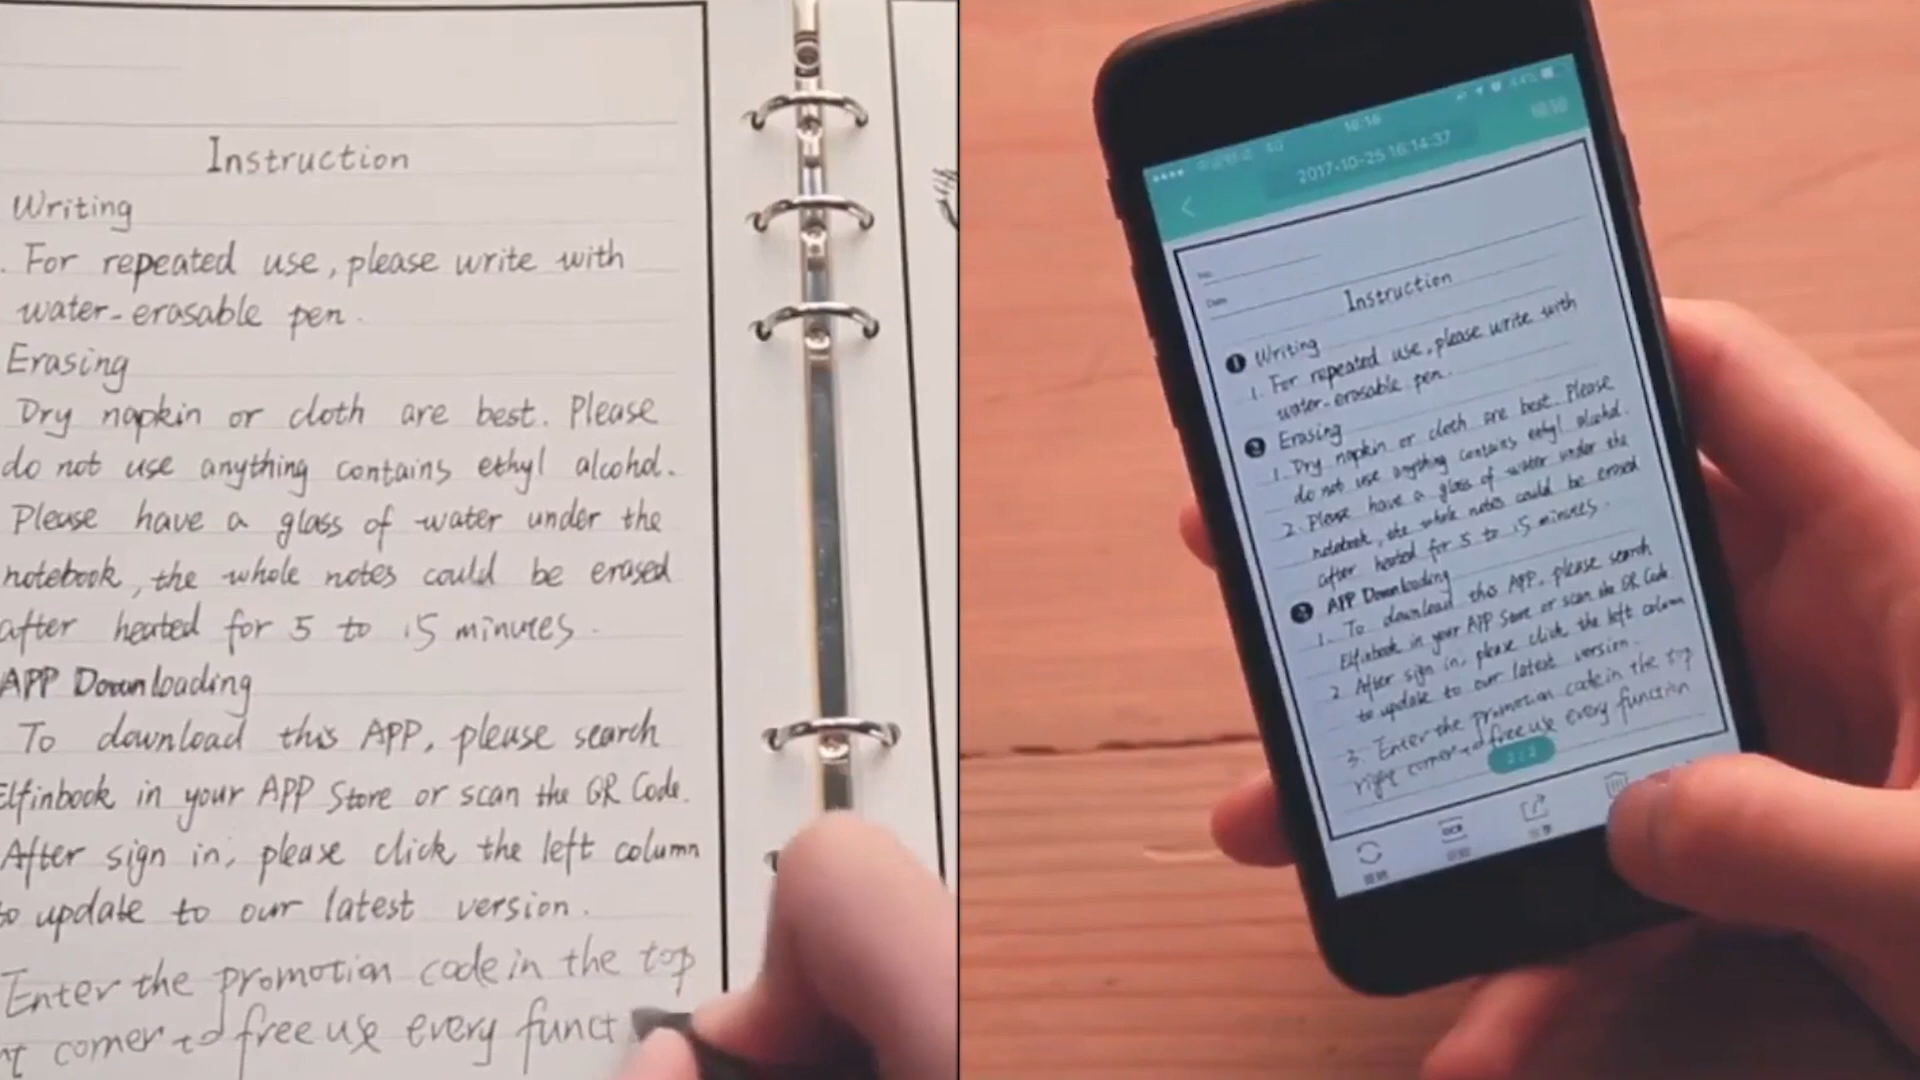 Instruction
Writing
. For repeated use, please write with
water-erasable pen.
Erasing
Dry napkin or cloth are best. Please
do not use anything contains ethyl alcohol.
Please have a glass of water under the
notebook, the whole notes could be erased
after heated for 5 to 15 minutes.
APP Downloading
To download this APP, please search
Elfinbook in your APP Store or scan the QR Code.
After sign in, please click the left column
to update to our latest version.
Enter the promotion code in the top
corner to free use every funct
16:16
2017-10-25 16:14:37
No.
Date
Instruction
1 Writing
1. For repeated use, please write with
water-erasable pen.
2 Erasing
1. Dry napkin or cloth are best. Please
do not use anything contains ethyl alcohol.
2. Please have a glass of water under the
notebook, the whole notes could be erased
after heated for 5 to 15 minutes.
3 APP Downloading
1. To download this APP, please search
Elfinbook in your APP Store or scan the QR Code.
2. After sign in, please click the left column
to update to our latest version.
3. Enter the promotion code in the top
right corner to free use every function
OCR